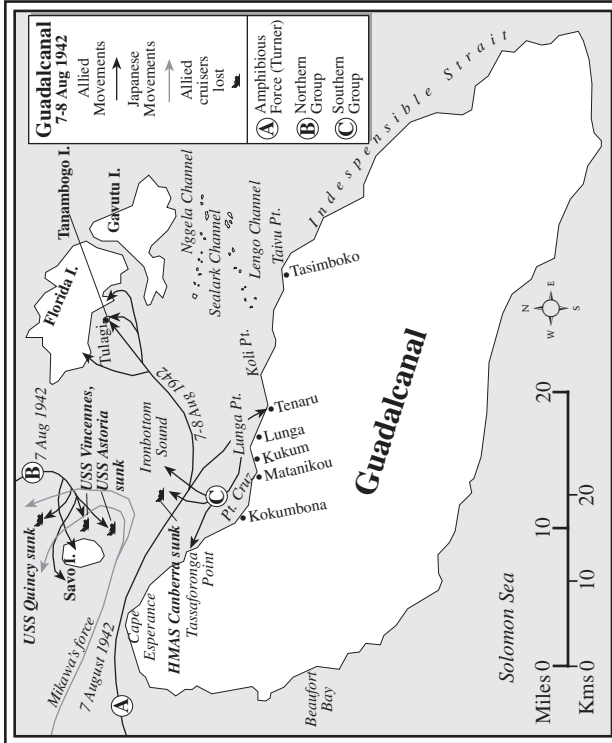 Guadalcanal
7-8 Aug 1942
Allied
Movements
Japanese
Movements
Allied
cruisers
lost
A Amphibious
Force (Turner)
B Northern
Group
C Southern
Group
Tanambogo I.
Gavutu I.
Florida I.
Tulagi
Nggela Channel
Sealark Channel
Lengo Channel
Taivu Pt.
Indespensible Strait
B
7 Aug 1942
USS Quincy sunk
USS Vincennes,
USS Astoria
sunk
Savo I.
Mikawa's force
7 August 1942
A
7-8 Aug 1942
Ironbottom
Sound
C
HMAS Canberra sunk
Cape
Esperance
Tassaforonga
Point
Pt. Cruz
Lunga Pt.
Koli Pt.
Tasimboko
Tenaru
Lunga
Kukum
Matanikou
Kokumbona
Guadalcanal
Beaufort
Bay
Solomon Sea
N
E
S
W
Miles 0 10 20
Kms 0 10 20